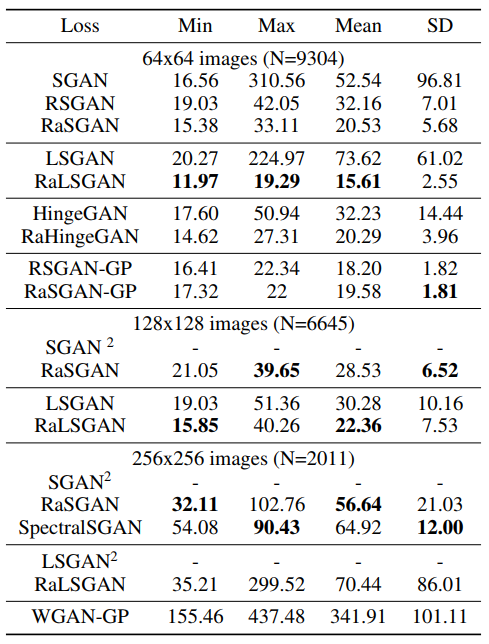 Loss Min Max Mean SD
64x64 images (N=9304)
SGAN 16.56 310.56 52.54 96.81
RSGAN 19.03 42.05 32.16 7.01
RaSGAN 15.38 33.11 20.53 5.68
LSGAN 20.27 224.97 73.62 61.02
RaLSGAN 11.97 19.29 15.61 2.55
HingeGAN 17.60 50.94 32.23 14.44
RaHingeGAN 14.62 27.31 20.29 3.96
RSGAN-GP 16.41 22.34 18.20 1.82
RaSGAN-GP 17.32 22 19.58 1.81
128x128 images (N=6645)
SGAN 2 - - - -
RaSGAN 21.05 39.65 28.53 6.52
LSGAN 19.03 51.36 30.28 10.16
RaLSGAN 15.85 40.26 22.36 7.53
256x256 images (N=2011)
SGAN2 - - - -
RaSGAN 32.11 102.76 56.64 21.03
SpectralSGAN 54.08 90.43 64.92 12.00
LSGAN2 - - - -
RaLSGAN 35.21 299.52 70.44 86.01
WGAN-GP 155.46 437.48 341.91 101.11